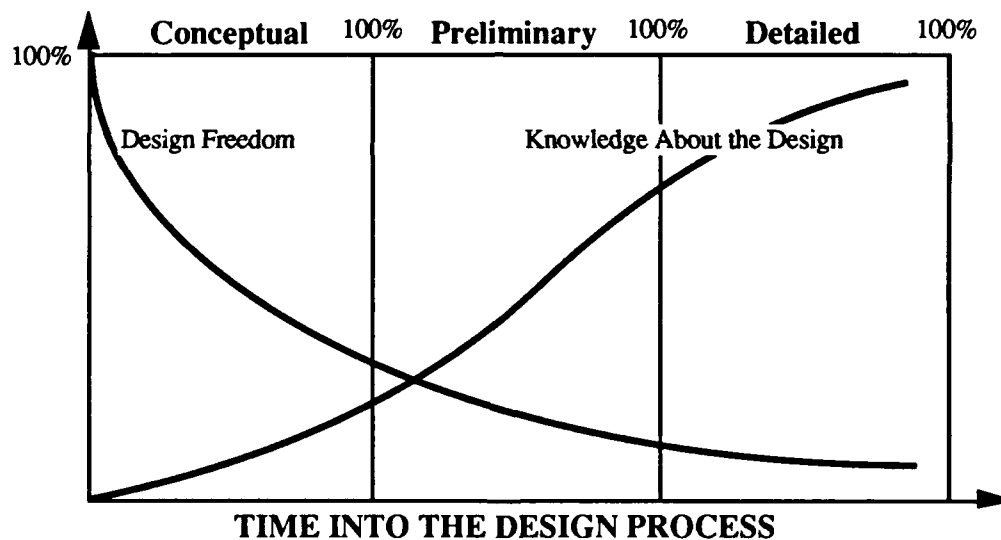 Conceptual 100% Preliminary 100% Detailed 100%
100%
Design Freedom Knowledge About the Design
TIME INTO THE DESIGN PROCESS